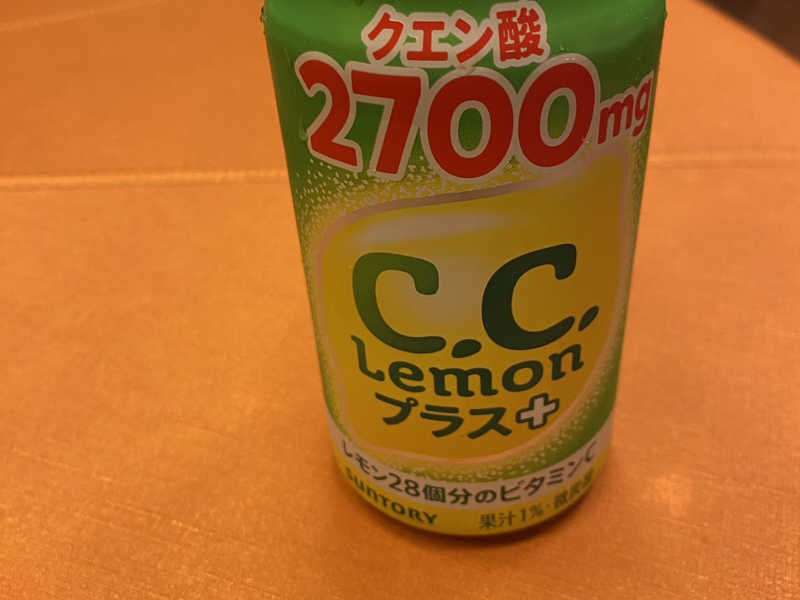 クエン酸
2700mg
C.C.
Lemon
プラス+
レモン28個分のビタミンC
SUNTORY
果汁1%・微炭酸